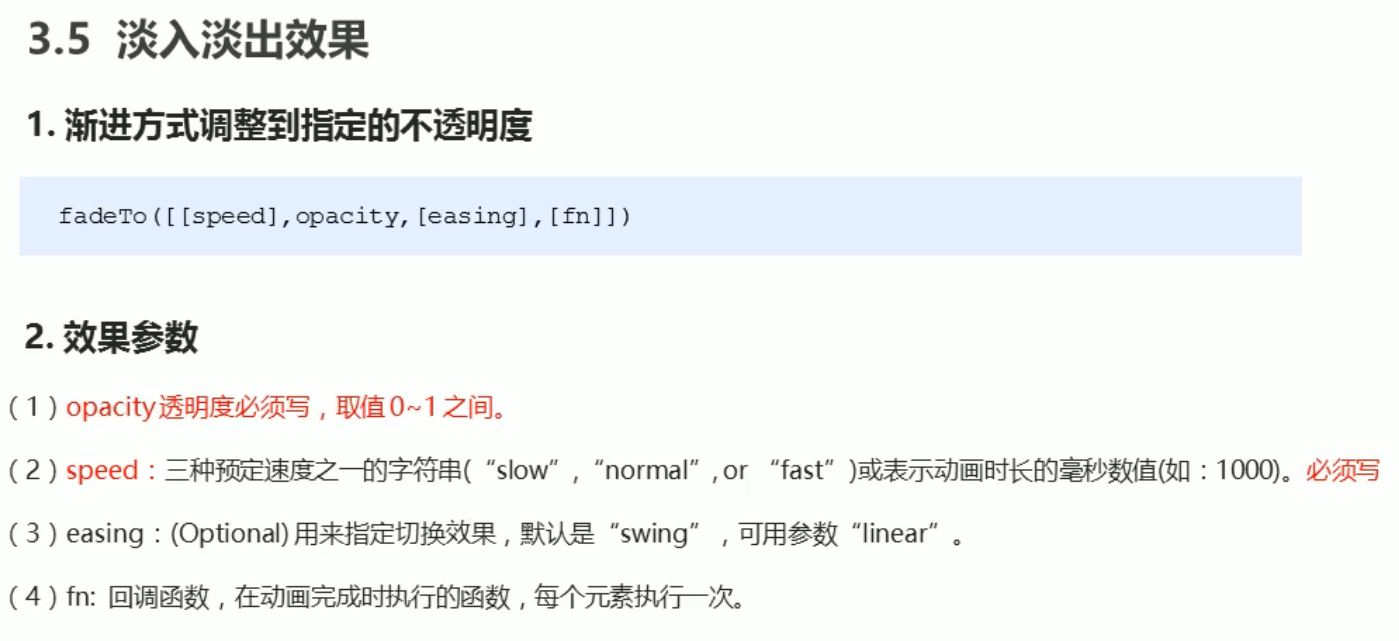 3.5 淡入淡出效果
1. 渐进方式调整到指定的不透明度
fadeTo([[speed],opacity,[easing],[fn]])
2. 效果参数
（1）opacity透明度必须写，取值0~1之间。
（2）speed：三种预定速度之一的字符串(“slow”,“normal”,or “fast”)或表示动画时长的毫秒数值(如：1000)。必须写
（3）easing：(Optional) 用来指定切换效果，默认是“swing”，可用参数“linear”。
（4）fn: 回调函数，在动画完成时执行的函数，每个元素执行一次。